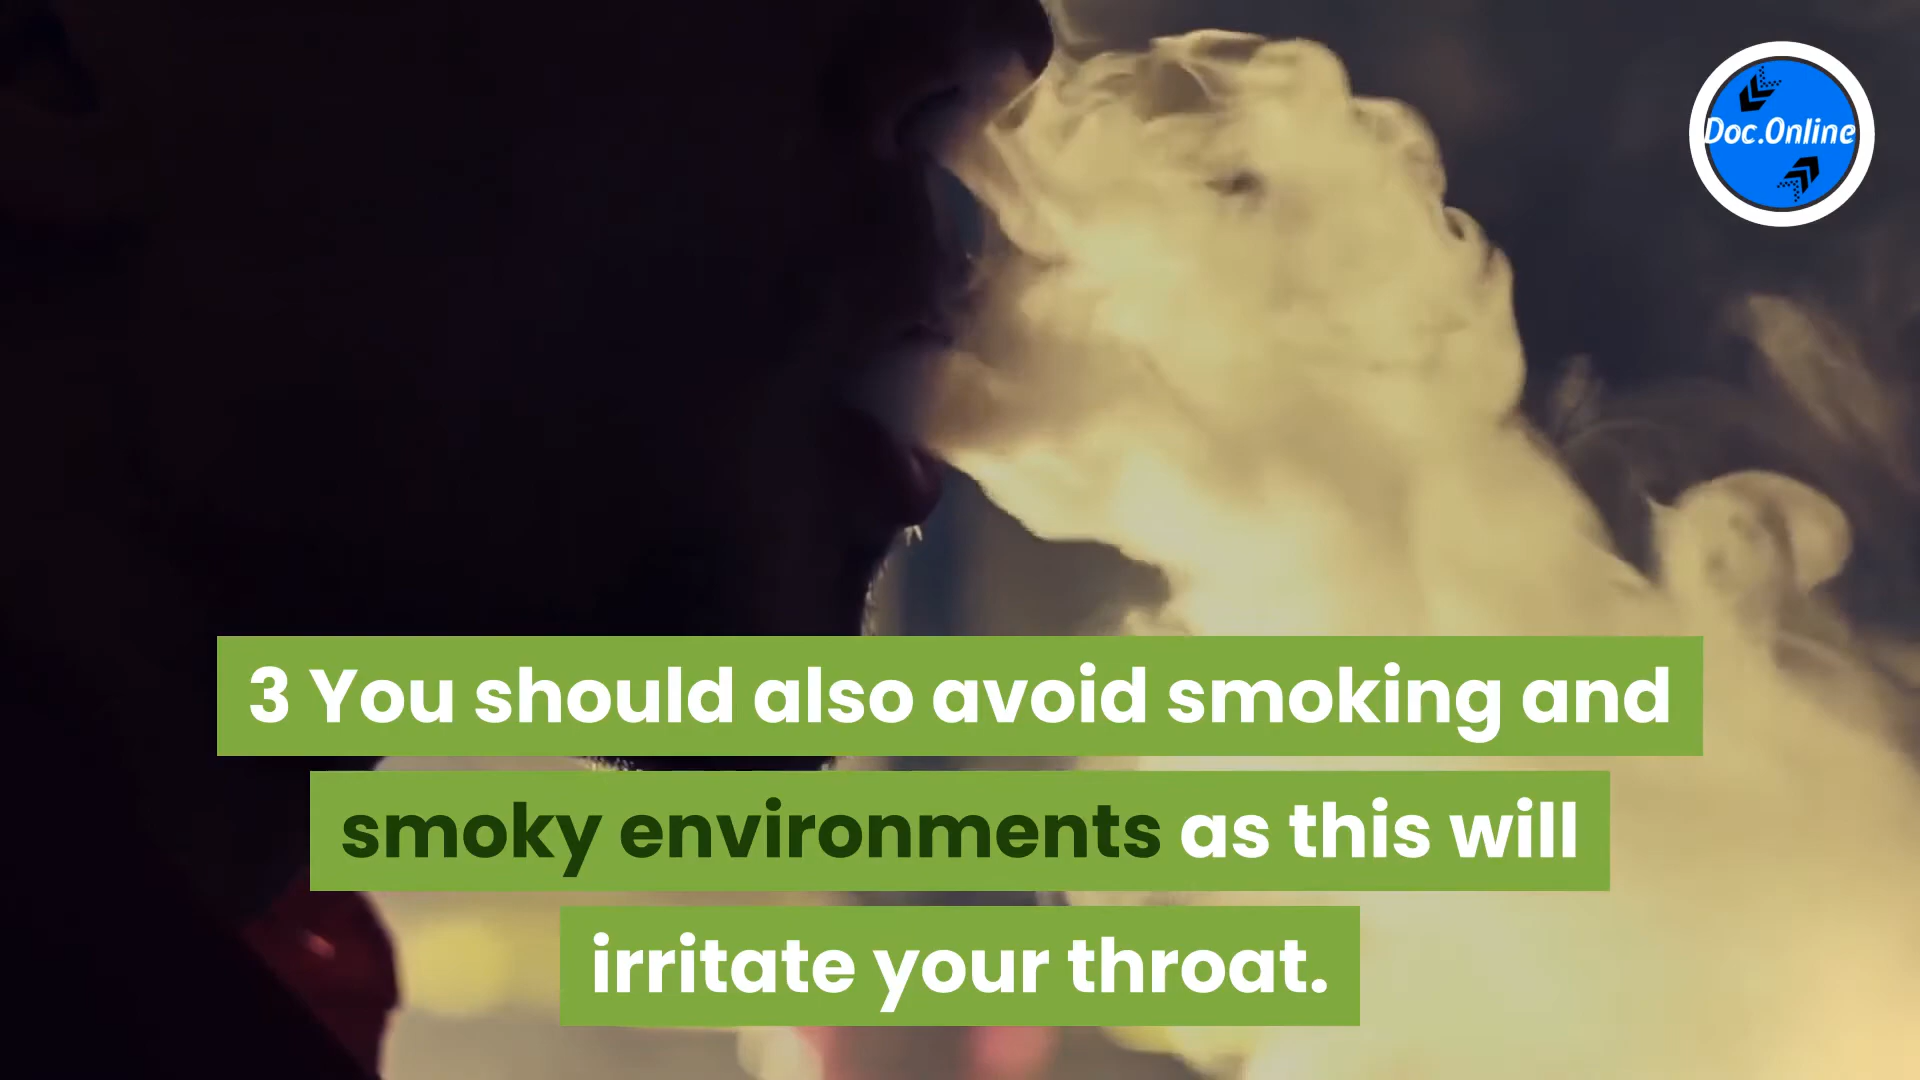 Doc.Online
3 You should also avoid smoking and
smoky environments as this will
irritate your throat.